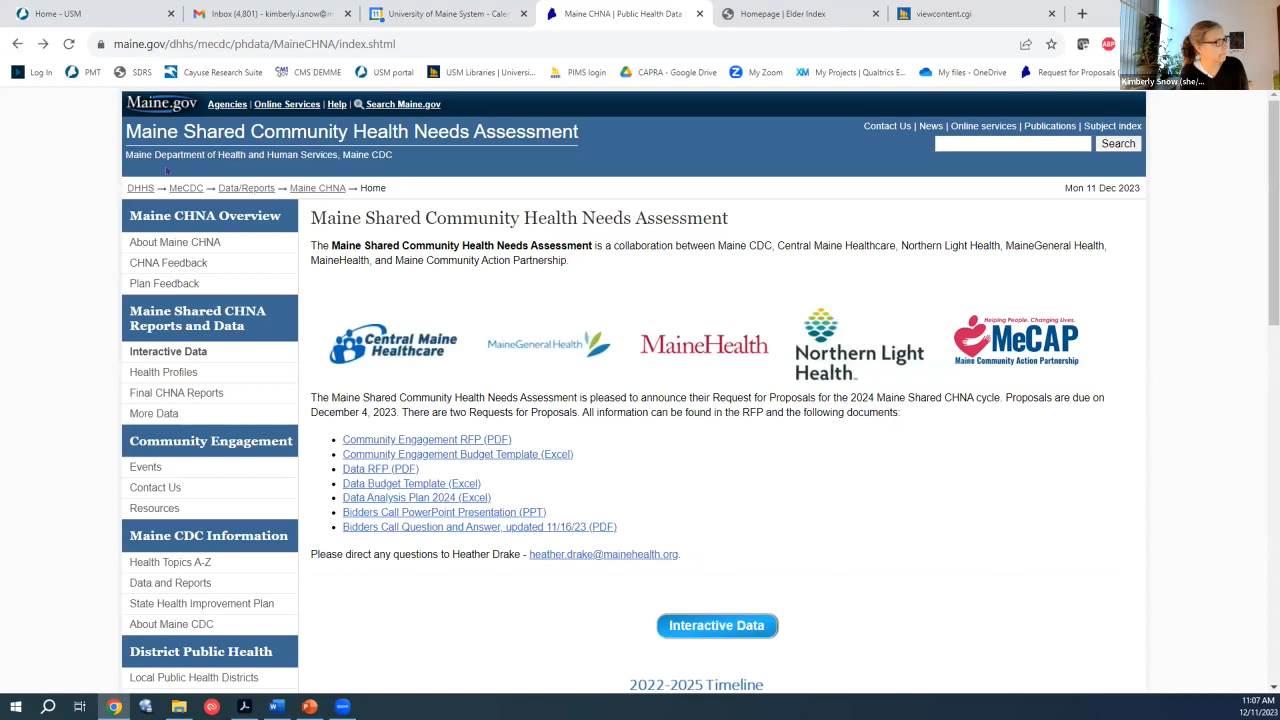 Home - USM
Inbox (4,801) - kimberly.i.snow@m
University of Maine System - Cale
Maine CHNA | Public Health Data
Homepage | Elder Index
viewcontent.cgi
maine.gov/dhhs/mecdc/phdata/MaineCHNA/index.shtml
ABP
Log In
PMT
SDRS
Cayuse Research Suite
CMS DEMME
USM portal
USM Libraries | Universi...
PIMS login
CAPRA - Google Drive
My Zoom
XM My Projects | Qualtrics E...
My files - OneDrive
Request for Proposals
Kimberly Snow (she/...
Maine.gov
Agencies | Online Services | Help | Search Maine.gov
Maine Shared Community Health Needs Assessment
Maine Department of Health and Human Services, Maine CDC
Contact Us | News | Online services | Publications | Subject index
Search
DHHS → MeCDC → Data/Reports → Maine CHNA → Home
Mon 11 Dec 2023
Maine CHNA Overview
About Maine CHNA
CHNA Feedback
Plan Feedback
Maine Shared CHNA
Reports and Data
Interactive Data
Health Profiles
Final CHNA Reports
More Data
Community Engagement
Events
Contact Us
Resources
Maine CDC Information
Health Topics A-Z
Data and Reports
State Health Improvement Plan
About Maine CDC
District Public Health
Local Public Health Districts
Maine Shared Community Health Needs Assessment
The Maine Shared Community Health Needs Assessment is a collaboration between Maine CDC, Central Maine Healthcare, Northern Light Health, MaineGeneral Health,
MaineHealth, and Maine Community Action Partnership.
Central Maine
Healthcare
MaineGeneral Health
MaineHealth
Northern Light
Health.
Helping People. Changing Lives.
MeCAP
Maine Community Action Partnership
The Maine Shared Community Health Needs Assessment is pleased to announce their Request for Proposals for the 2024 Maine Shared CHNA cycle. Proposals are due on
December 4, 2023. There are two Requests for Proposals. All information can be found in the RFP and the following documents:
• Community Engagement RFP (PDF)
• Community Engagement Budget Template (Excel)
• Data RFP (PDF)
• Data Budget Template (Excel)
• Data Analysis Plan 2024 (Excel)
• Bidders Call PowerPoint Presentation (PPT)
• Bidders Call Question and Answer, updated 11/16/23 (PDF)
Please direct any questions to Heather Drake - heather.drake@mainehealth.org.
Interactive Data
2022-2025 Timeline
11:07 AM
12/11/2023